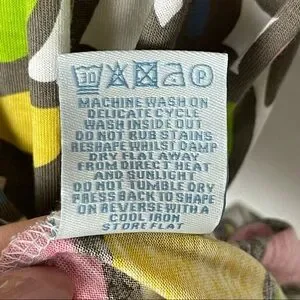 30 P
MACHINE WASH ON
DELICATE CYCLE
WASH INSIDE OUT
DO NOT RUB STAINS
RESHAPE WHILST DAMP
DRY FLAT AWAY
FROM DIRECT HEAT
AND SUNLIGHT
DO NOT TUMBLE DRY
PRESS BACK TO SHAPE
ON REVERSE WITH A
COOL IRON
STORE FLAT